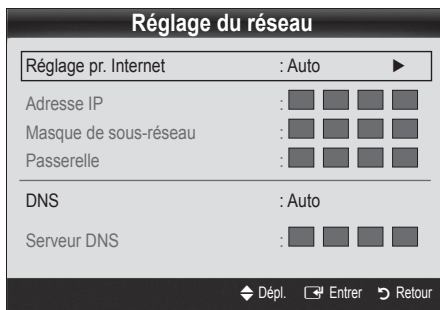 Réglage du réseau
Réglage pr. Internet : Auto ►
Adresse IP :
Masque de sous-réseau :
Passerelle :
DNS : Auto
Serveur DNS :
Dépl. Entrer Retour